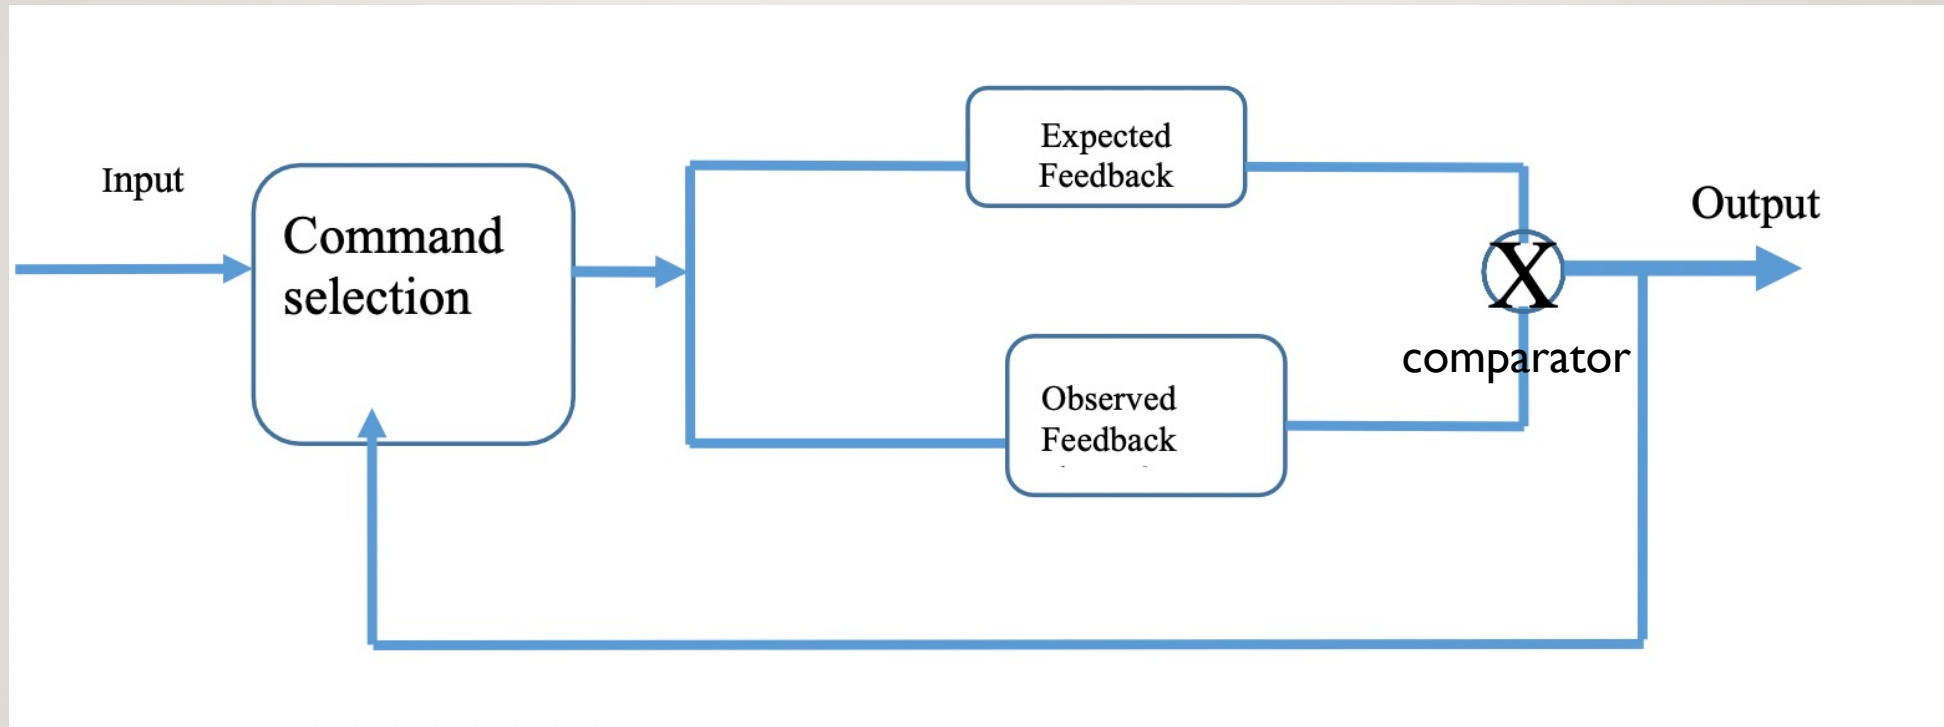 Input
Command
selection
Expected
Feedback
Observed
Feedback
X
comparator
Output